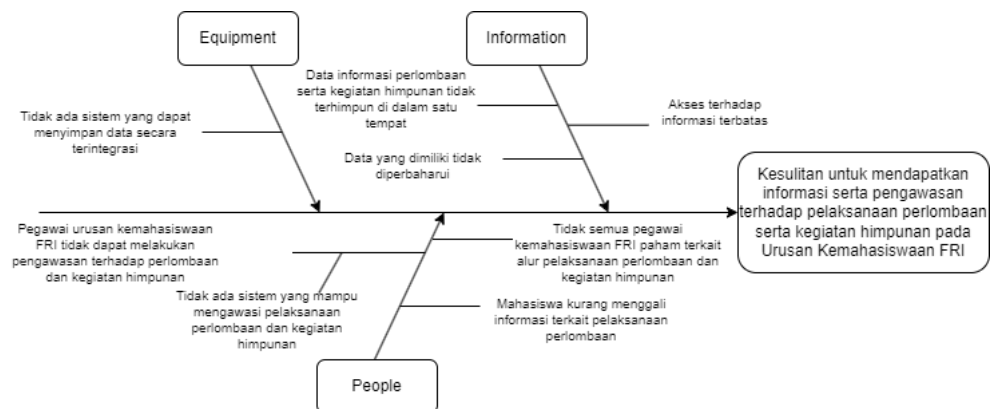 Equipment
Information
Data informasi perlombaan
serta kegiatan himpunan tidak
terhimpun di dalam satu
tempat
Akses terhadap
informasi terbatas
Tidak ada sistem yang dapat
menyimpan data secara
terintegrasi
Data yang dimiliki tidak
diperbaharui
Kesulitan untuk mendapatkan
informasi serta pengawasan
terhadap pelaksanaan perlombaan
serta kegiatan himpunan pada
Urusan Kemahasiswaan FRI
Pegawai urusan kemahasiswaan
FRI tidak dapat melakukan
pengawasan terhadap perlombaan
dan kegiatan himpunan
Tidak semua pegawai
kemahasiswaan FRI paham terkait
alur pelaksanaan perlombaan dan
kegiatan himpunan
Tidak ada sistem yang mampu
mengawasi pelaksanaan
perlombaan dan kegiatan
himpunan
Mahasiswa kurang menggali
informasi terkait pelaksanaan
perlombaan
People